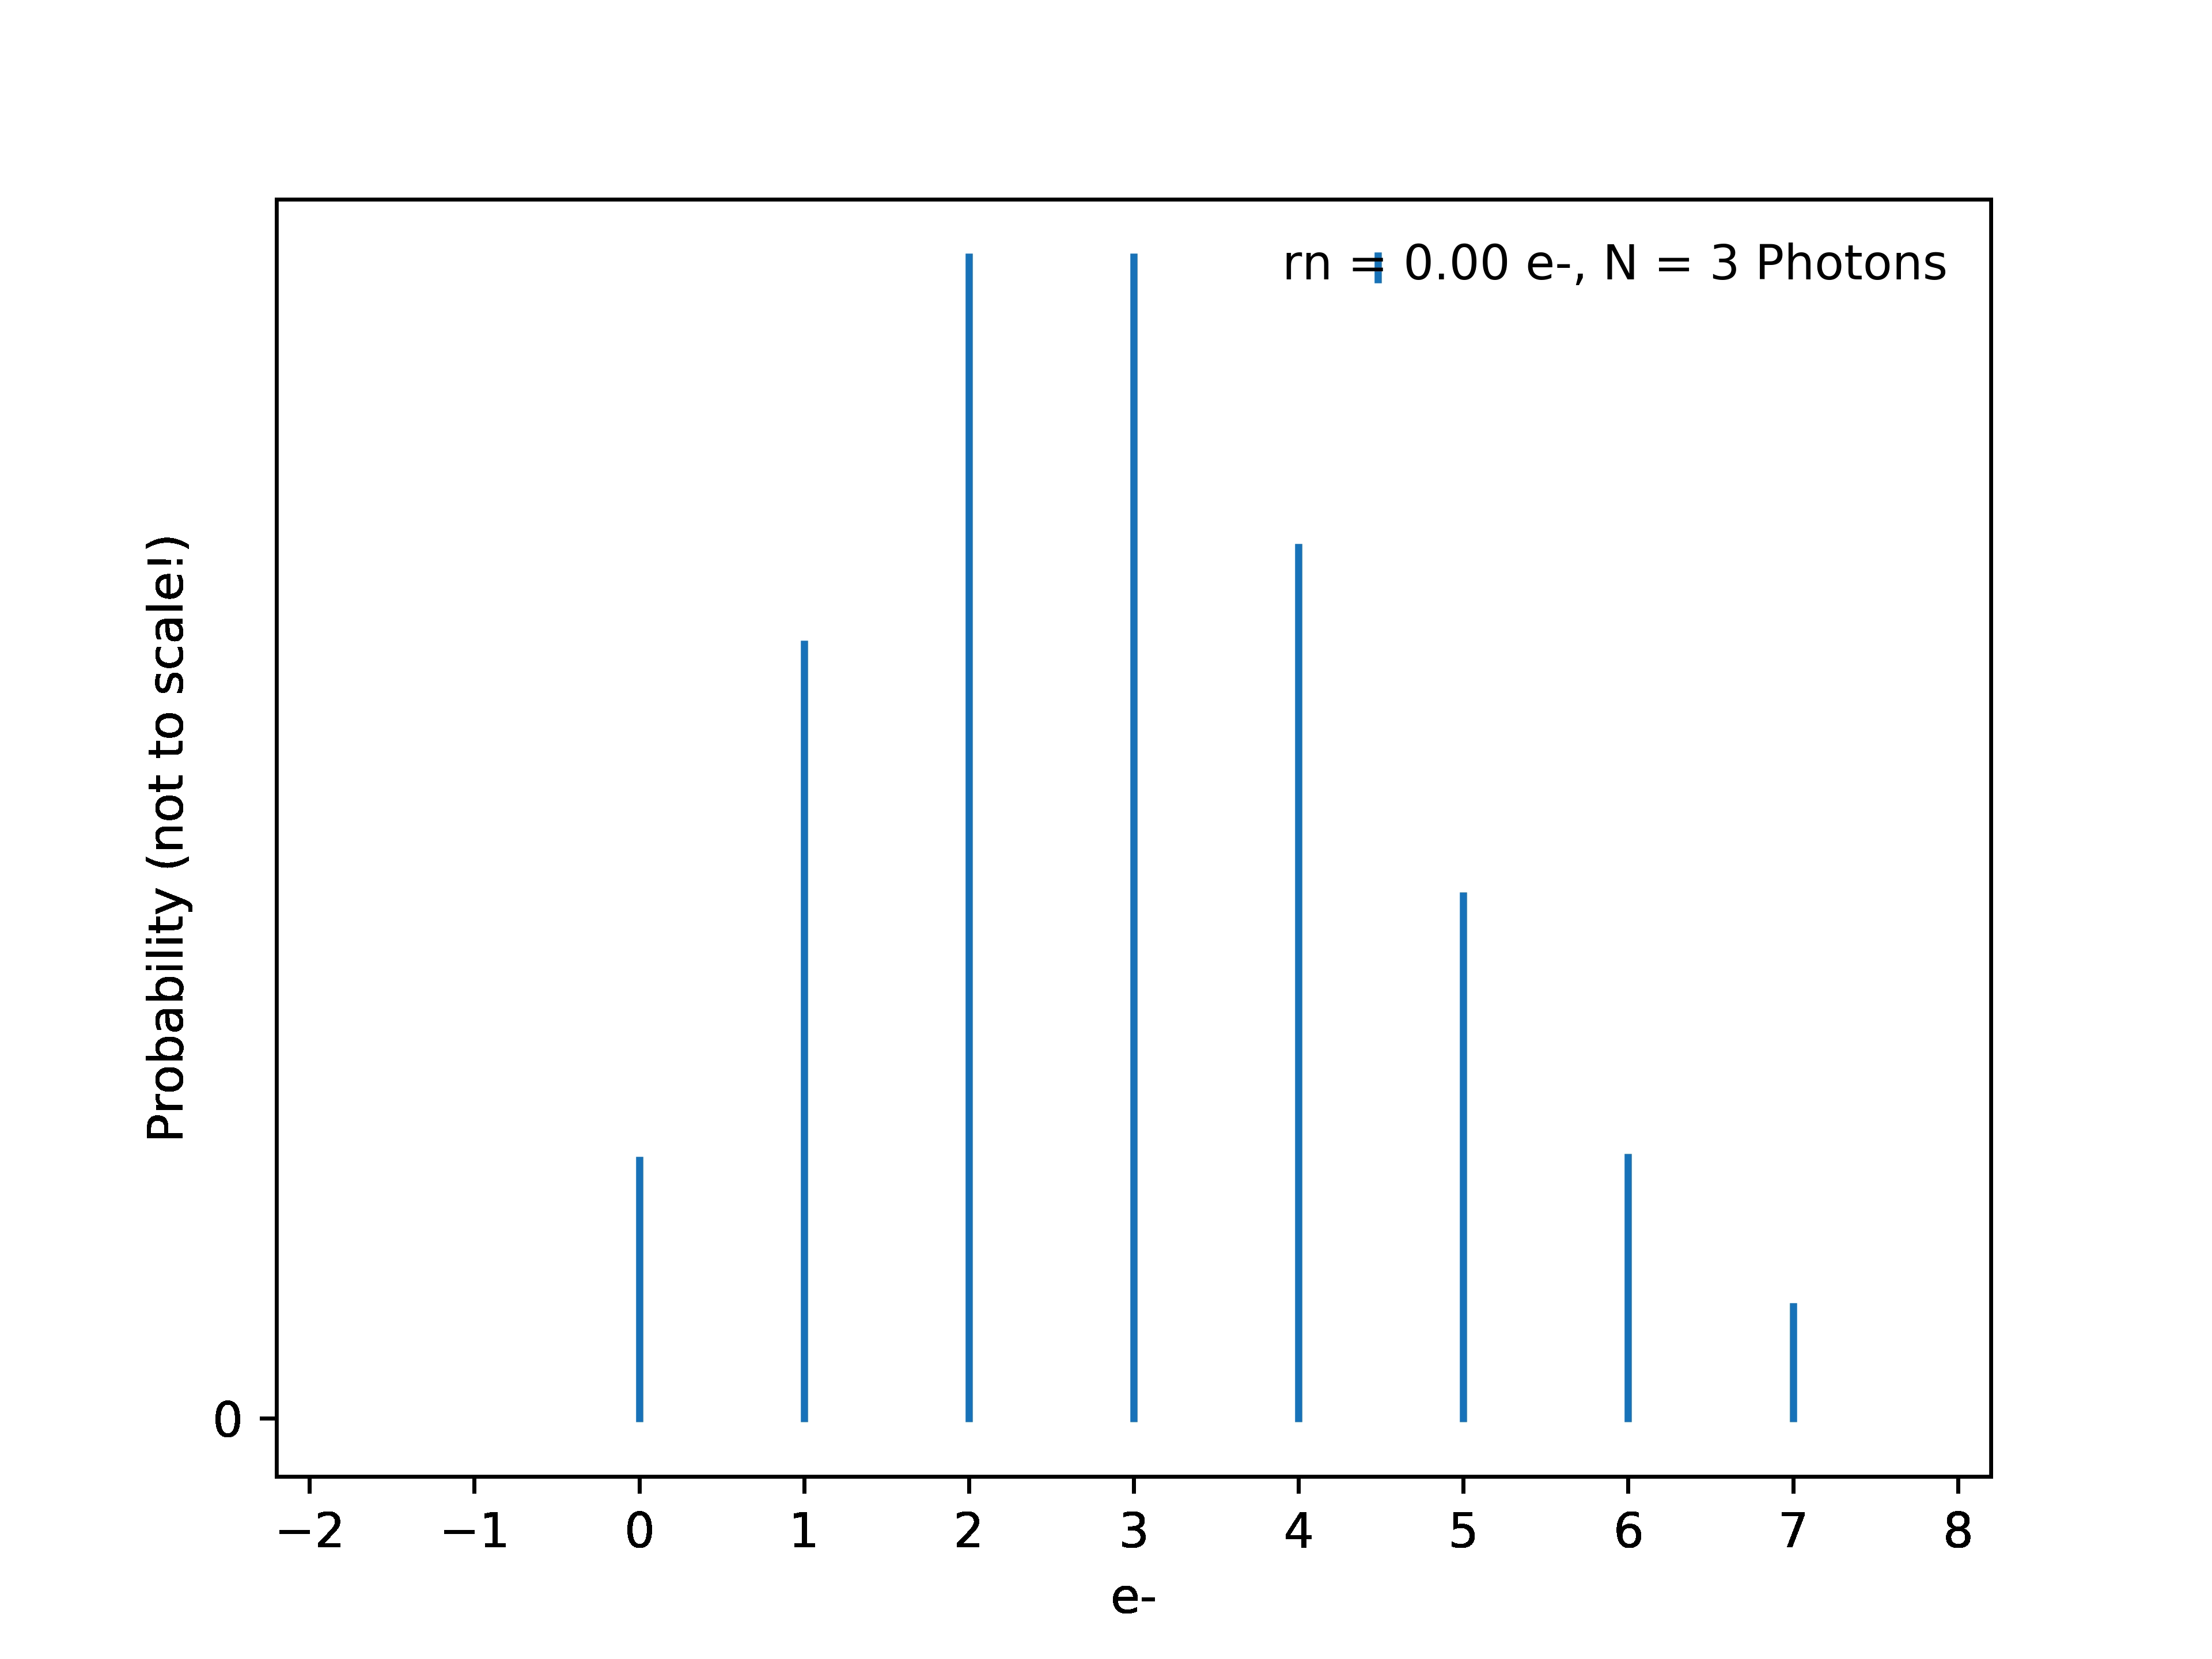 rn = 0.00 e-, N = 3 Photons
Probability (not to scale!)
0
−2 −1 0 1 2 3 4 5 6 7 8
e-